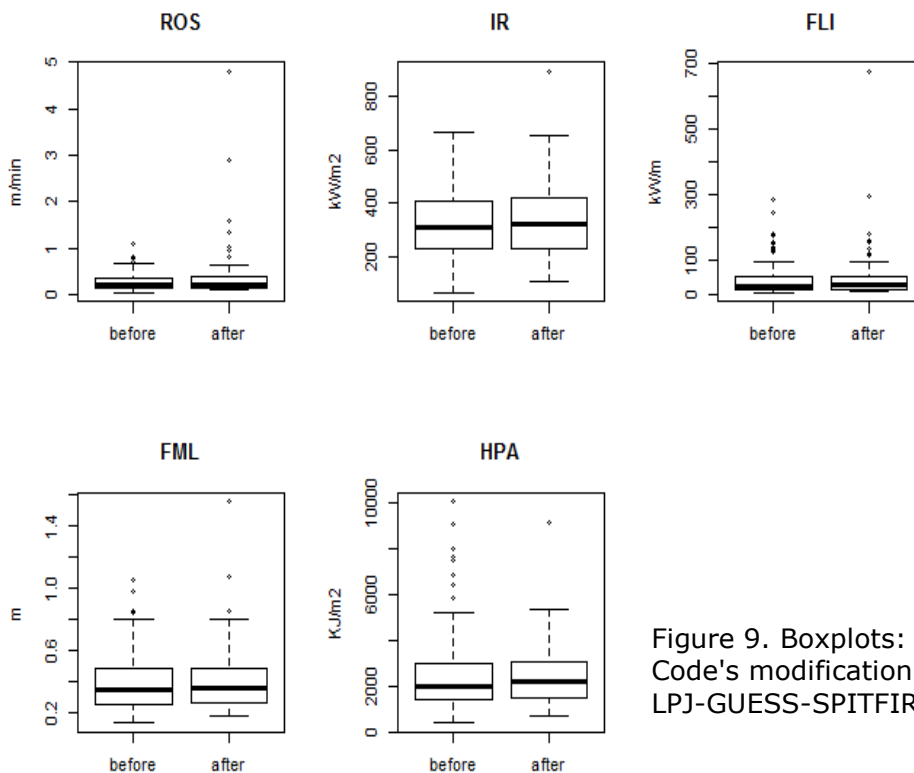 ROS
m/min
5
4
3
2
1
0
before after
IR
kW/m2
800
600
400
200
before after
FLI
kW/m
700
500
300
100
0
before after
FML
m
1.4
1.0
0.6
0.2
before after
HPA
KJ/m2
10000
6000
2000
0
before after
Figure 9. Boxplots:
Code's modification
LPJ-GUESS-SPITFIR